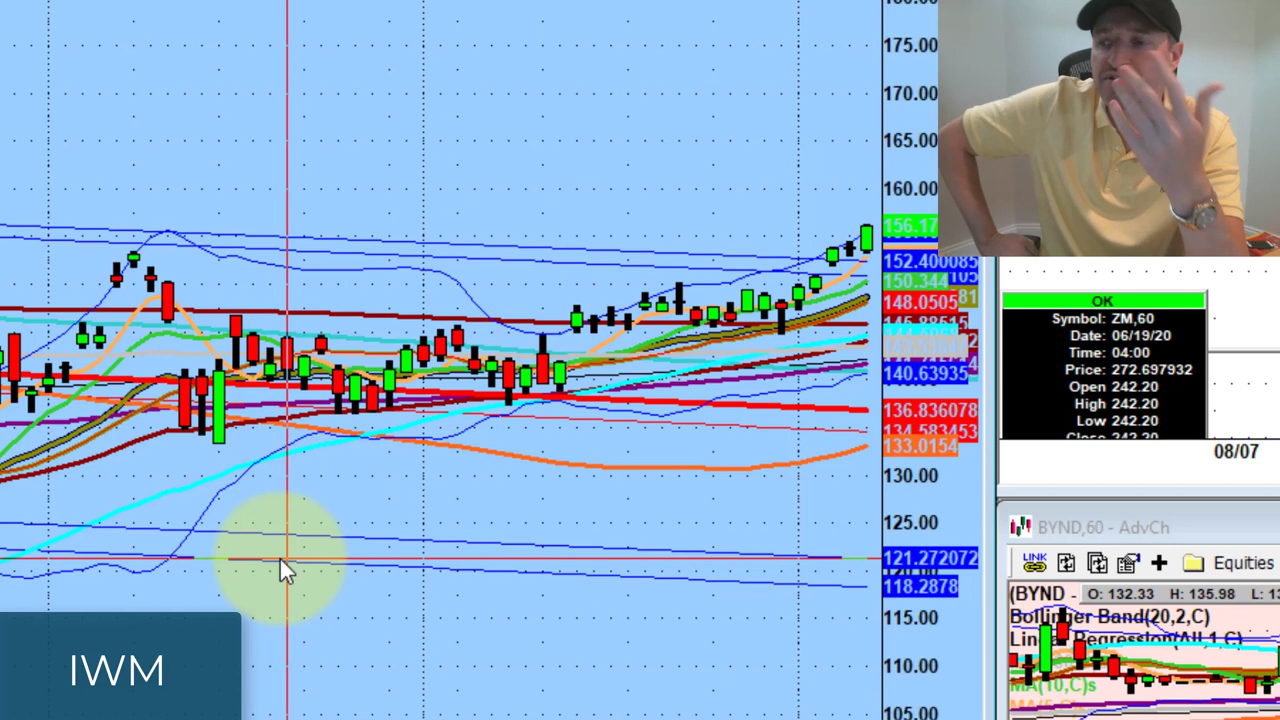 175.00
170.00
165.00
160.00
156.17
152.400085
150.344
148.0505
140.63935
136.836078
134.583453
133.0154
130.00
125.00
121.272072
118.2878
115.00
110.00
105.00
IWM
OK
Symbol: ZM,60
Date: 06/19/20
Time: 04:00
Price: 272.697932
Open 242.20
High 242.20
Low 242.20
Close 242.20
08/07
BYND,60 - AdvCh
LINK
Equities
(BYND - O: 132.33 H: 135.98 L: 13
Bollinger Band(20,2,C)
Linear Regression(All,1,C)
MA(10,C)s